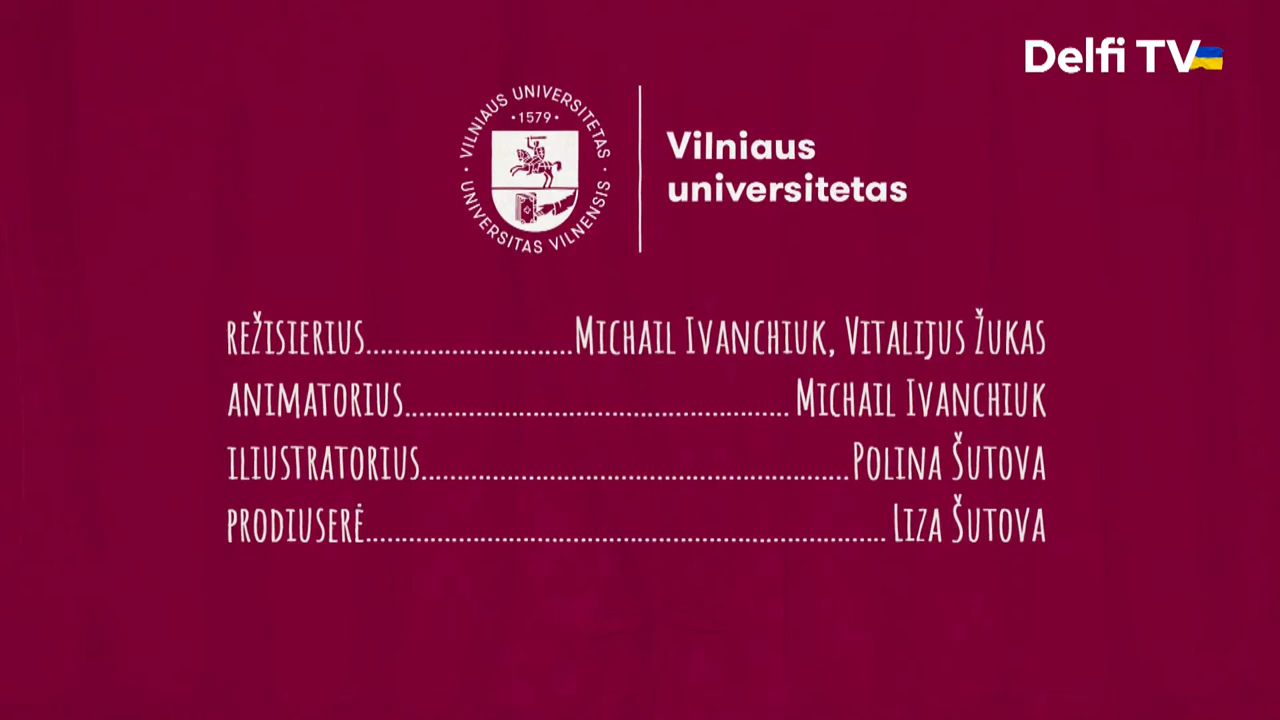 Delfi TV
VILNIAUS UNIVERSITETAS
•1579•
UNIVERSITAS VILNENSIS
Vilniaus
universitetas
REŽISIERIUS.............................MICHAIL IVANCHIUK, VITALIJUS ŽUKAS
ANIMATORIUS...................................................... MICHAIL IVANCHIUK
ILIUSTRATORIUS............................................................POLINA ŠUTOVA
PRODIUSERĖ......................................................................... LIZA ŠUTOVA